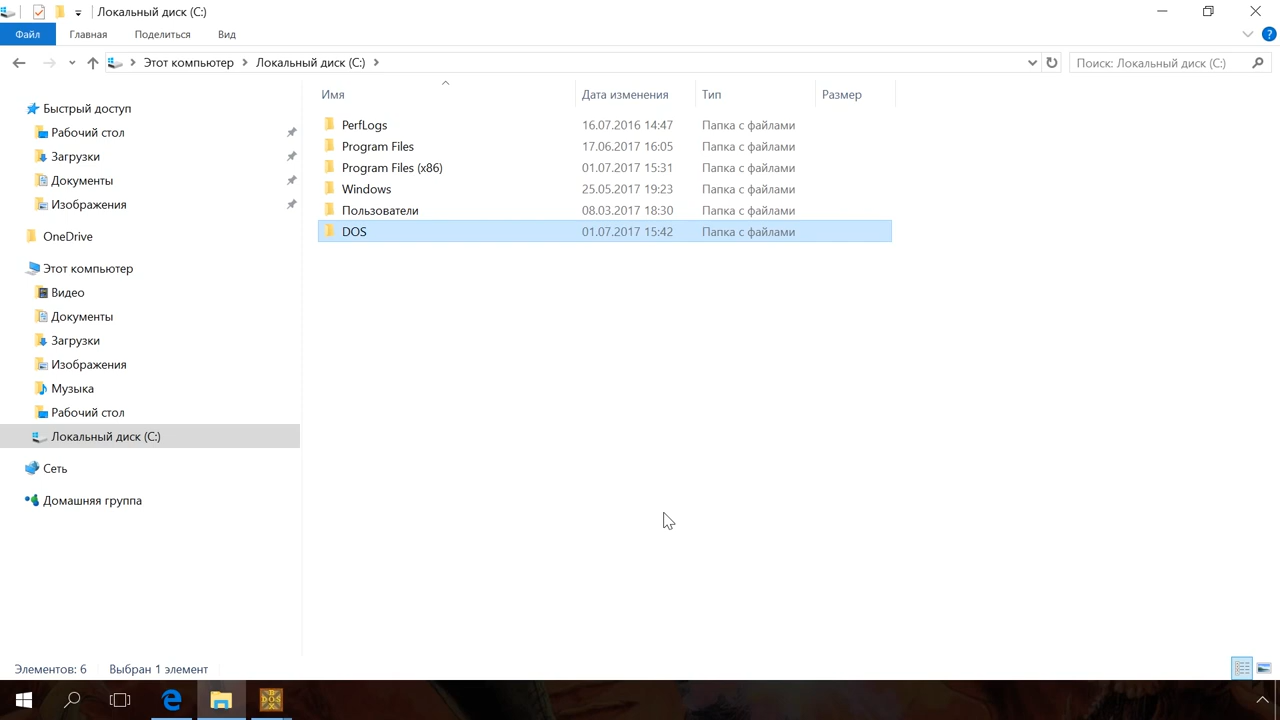 Локальный диск (C:)
Файл Главная Поделиться Вид
Этот компьютер Локальный диск (C:) Поиск: Локальный диск (C:)
Имя Дата изменения Тип Размер
PerfLogs 16.07.2016 14:47 Папка с файлами
Program Files 17.06.2017 16:05 Папка с файлами
Program Files (x86) 01.07.2017 15:31 Папка с файлами
Windows 25.05.2017 19:23 Папка с файлами
Пользователи 08.03.2017 18:30 Папка с файлами
DOS 01.07.2017 15:42 Папка с файлами
Быстрый доступ
Рабочий стол
Загрузки
Документы
Изображения
OneDrive
Этот компьютер
Видео
Документы
Загрузки
Изображения
Музыка
Рабочий стол
Локальный диск (C:)
Сеть
Домашняя группа
Элементов: 6 Выбран 1 элемент
DOS